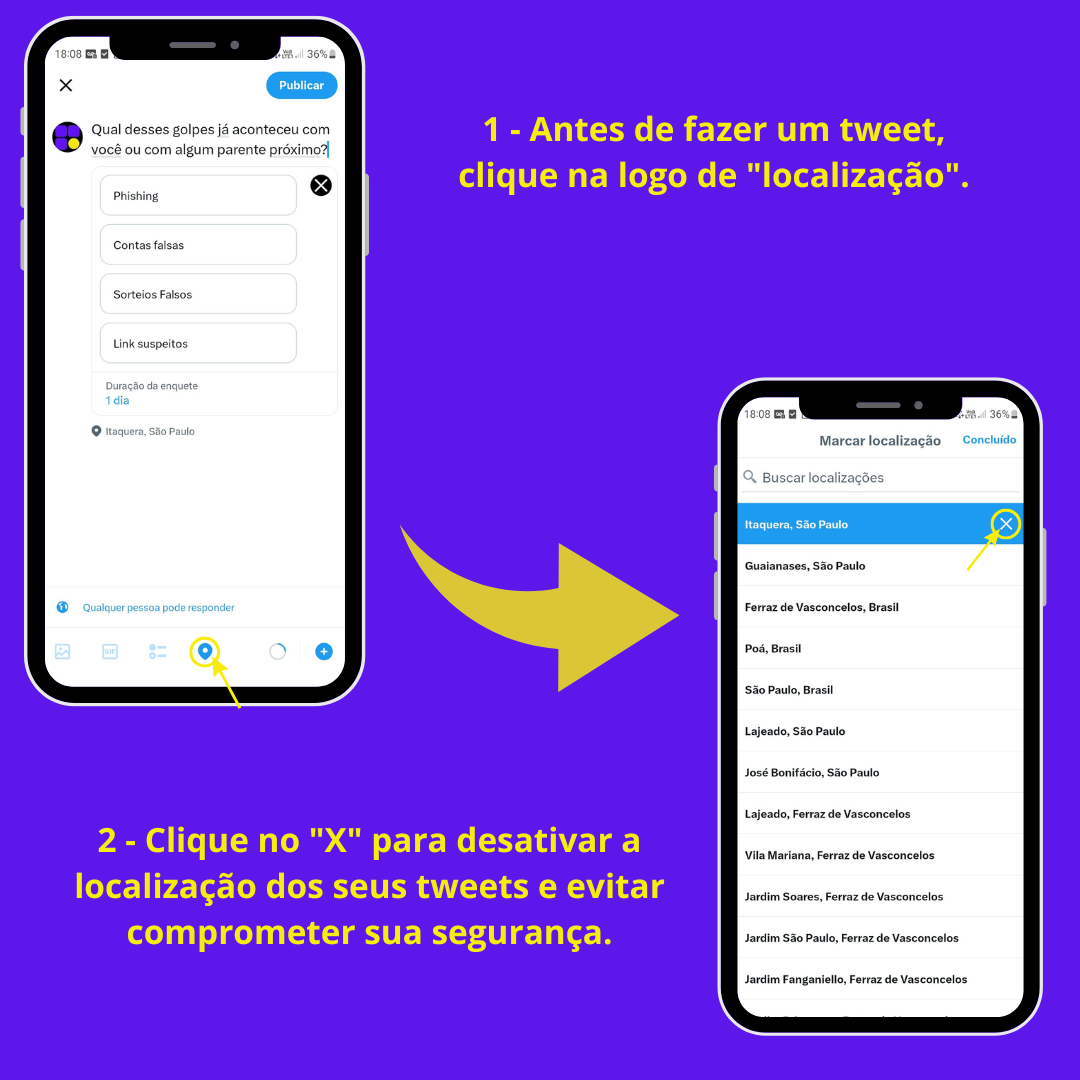 18:08
36%
Publicar
Qual desses golpes já aconteceu com
você ou com algum parente próximo?
Phishing
Contas falsas
Sorteios Falsos
Link suspeitos
Duração da enquete
1 dia
Itaquera, São Paulo
Qualquer pessoa pode responder
GIF
1 - Antes de fazer um tweet,
clique na logo de "localização".
18:08
36%
Marcar localização Concluído
Buscar localizações
Itaquera, São Paulo
Guaianases, São Paulo
Ferraz de Vasconcelos, Brasil
Poá, Brasil
São Paulo, Brasil
Lajeado, São Paulo
José Bonifácio, São Paulo
Lajeado, Ferraz de Vasconcelos
Vila Mariana, Ferraz de Vasconcelos
Jardim Soares, Ferraz de Vasconcelos
Jardim São Paulo, Ferraz de Vasconcelos
Jardim Fanganiello, Ferraz de Vasconcelos
2 - Clique no "X" para desativar a
localização dos seus tweets e evitar
comprometer sua segurança.